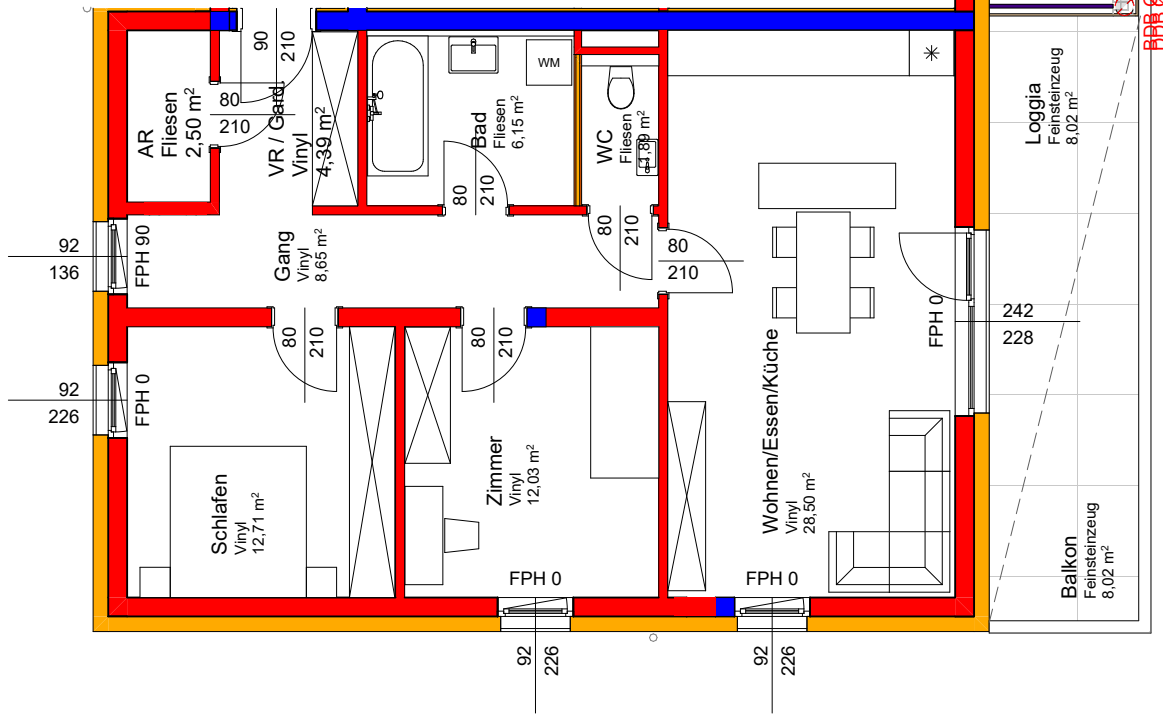 90
210
80
210
AR
Fliesen
2,50 m²
VR / Gard.
Vinyl
4,39 m²
Bad
Fliesen
6,15 m²
WM
WC
Fliesen
1,89 m²
80
210
80
210
80
210
Gang
Vinyl
8,65 m²
92
136
FPH 90
92
226
FPH 0
80
210
80
210
Schlafen
Vinyl
12,71 m²
Zimmer
Vinyl
12,03 m²
Wohnen/Essen/Küche
Vinyl
28,50 m²
FPH 0
242
228
Loggia
Feinsteinzeug
8,02 m²
Balkon
Feinsteinzeug
8,02 m²
FPH 0
FPH 0
92
226
92
226